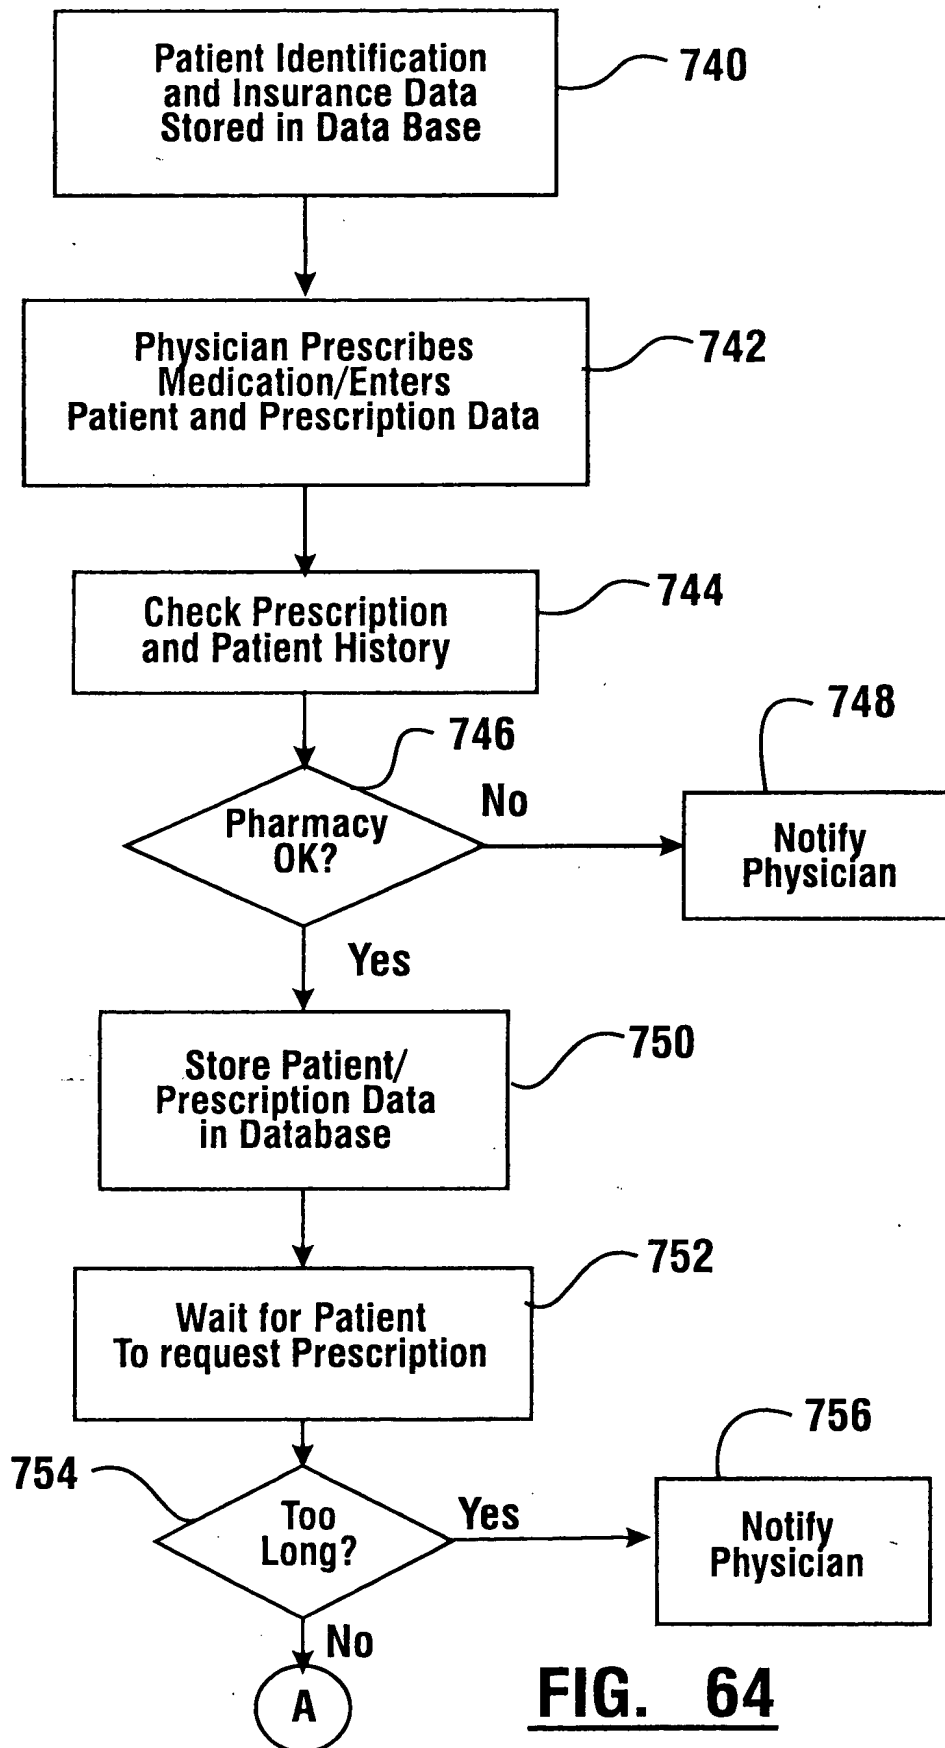 Patient Identification
and Insurance Data
Stored in Data Base
740
Physician Prescribes
Medication/Enters
Patient and Prescription Data
742
Check Prescription
and Patient History
744
746
Pharmacy
OK?
No
748
Notify
Physician
Yes
Store Patient/
Prescription Data
in Database
750
Wait for Patient
To request Prescription
752
754
Too
Long?
Yes
756
Notify
Physician
No
A
FIG. 64